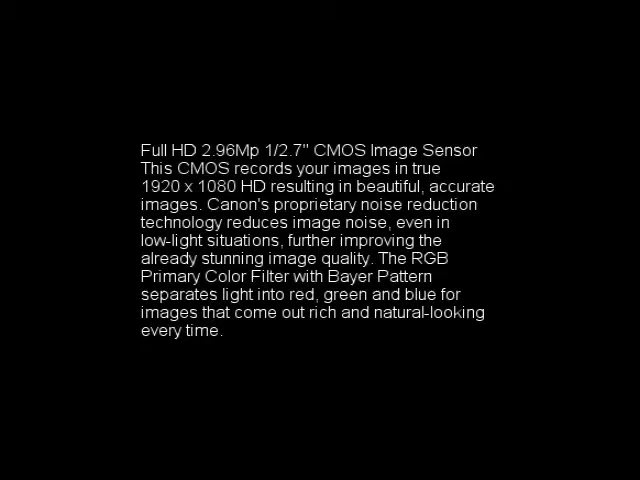 Full HD 2.96Mp 1/2.7" CMOS Image Sensor
This CMOS records your images in true
1920 x 1080 HD resulting in beautiful, accurate
images. Canon's proprietary noise reduction
technology reduces image noise, even in
low-light situations, further improving the
already stunning image quality. The RGB
Primary Color Filter with Bayer Pattern
separates light into red, green and blue for
images that come out rich and natural-looking
every time.